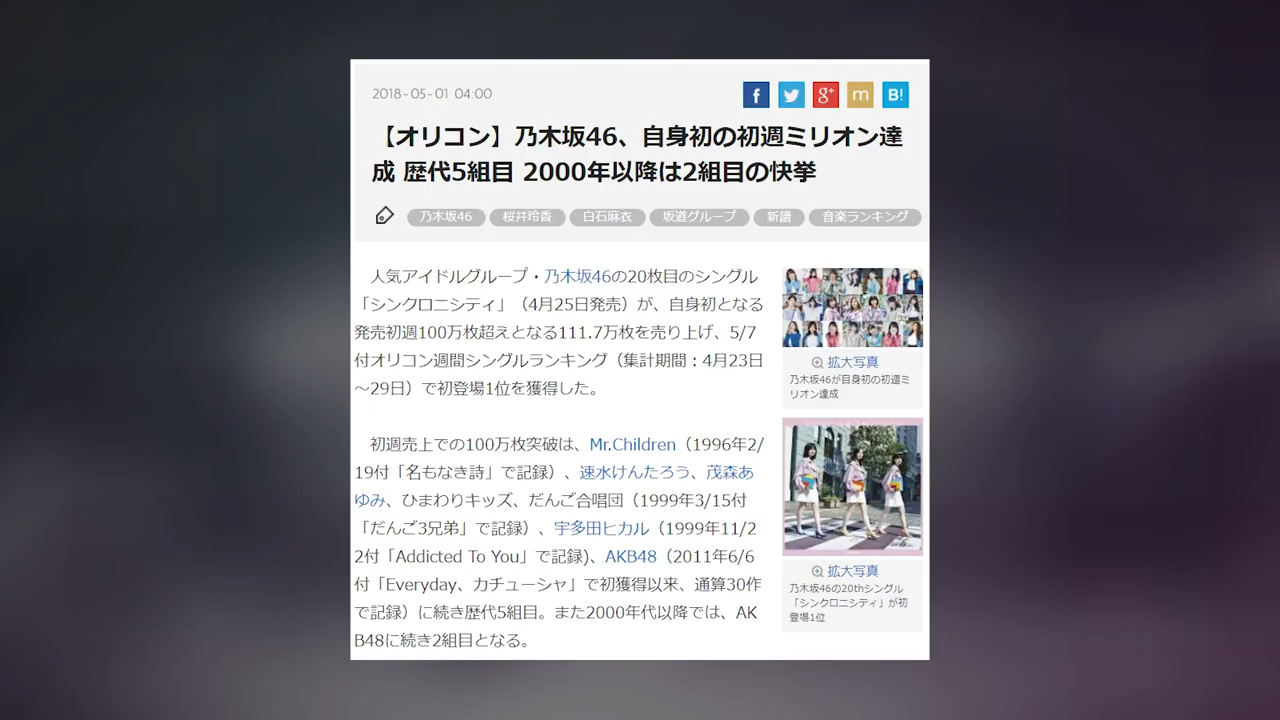 2018-05-01 04:00
f
g+
m
B!
【オリコン】乃木坂46、自身初の初週ミリオン達
成 歴代5組目 2000年以降は2組目の快挙
乃木坂46 桜井玲香 白石麻衣 坂道グループ 新譜 音楽ランキング
人気アイドルグループ・乃木坂46の20枚目のシングル
「シンクロニシティ」（4月25日発売）が、自身初となる
発売初週100万枚超えとなる111.7万枚を売り上げ、5/7
付オリコン週間シングルランキング（集計期間：4月23日
～29日）で初登場1位を獲得した。
初週売上での100万枚突破は、Mr.Children（1996年2/
19付「名もなき詩」で記録）、速水けんたろう、茂森あ
ゆみ、ひまわりキッズ、だんご合唱団（1999年3/15付
「だんご3兄弟」で記録）、宇多田ヒカル（1999年11/2
2付「Addicted To You」で記録)、AKB48（2011年6/6
付「Everyday、カチューシャ」で初獲得以来、通算30作
で記録）に続き歴代5組目。また2000年代以降では、AK
B48に続き2組目となる。
拡大写真
乃木坂46が自身初の初週ミ
リオン達成
拡大写真
乃木坂46の20thシングル
「シンクロニシティ」が初
登場1位